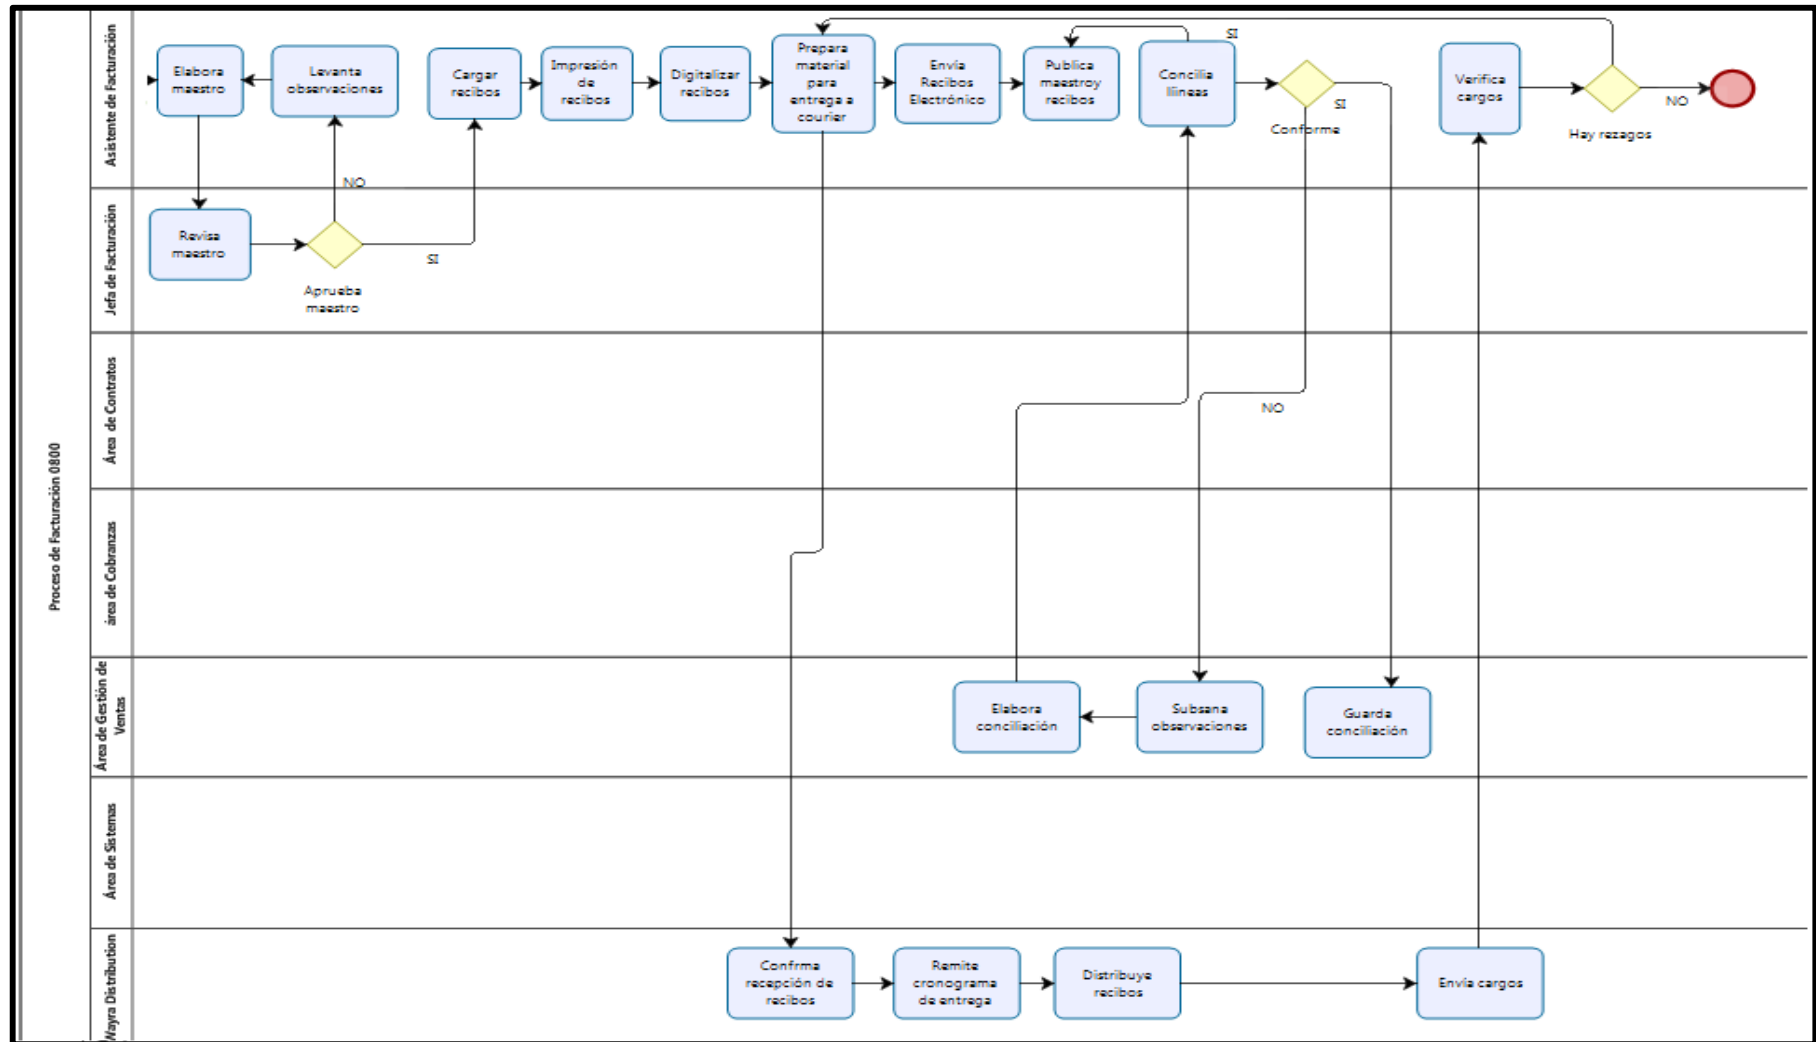 Proceso de Facturación 0800
Asistente de Facturación
Elabora
maestro
Levanta
observaciones
Cargar
recibos
Impresión
de
recibos
Digitalizar
recibos
Prepara
material
para
entrega a
courier
Envía
Recibos
Electrónico
Publica
maestroy
recibos
Concilia
lííneas
SI
SI
Conforme
Verifica
cargos
Hay rezagos
NO
NO
Jefa de Facturación
Revisa
maestro
SI
Aprueba
maestro
Área de Contratos
NO
área de Cobranzas
Área de Gestión de
Ventas
Elabora
conciliación
Subsana
observaciones
Guarda
conciliación
Área de Sistemas
Wayra Distribution
Confrma
recepción de
recibos
Remite
cronograma
de entrega
Distribuye
recibos
Envía cargos